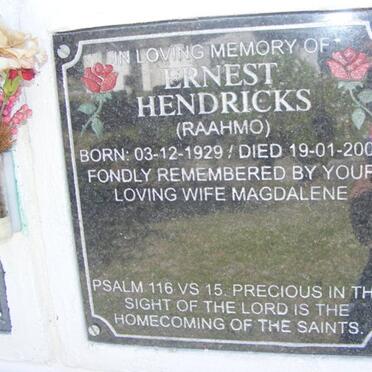 IN LOVING MEMORY OF
ERNEST
HENDRICKS
(RAAHMO)
BORN: 03-12-1929 / DIED 19-01-200
FONDLY REMEMBERED BY YOUR
LOVING WIFE MAGDALENE
PSALM 116 VS 15. PRECIOUS IN TH
SIGHT OF THE LORD IS THE
HOMECOMING OF THE SAINTS.